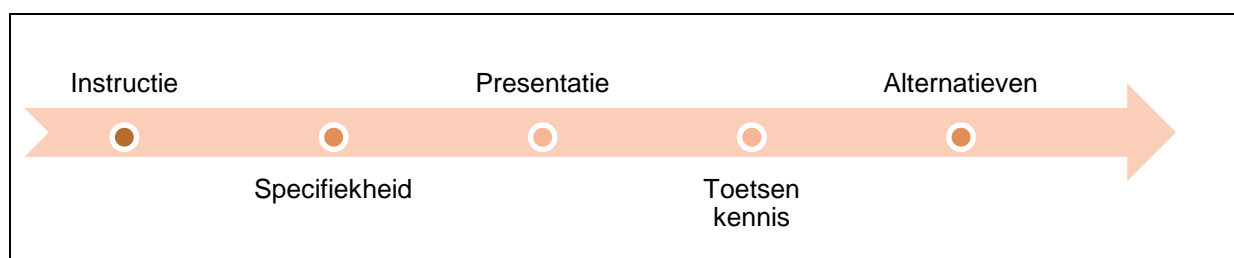 Instructie
Specifiekheid
Presentatie
Toetsen
kennis
Alternatieven